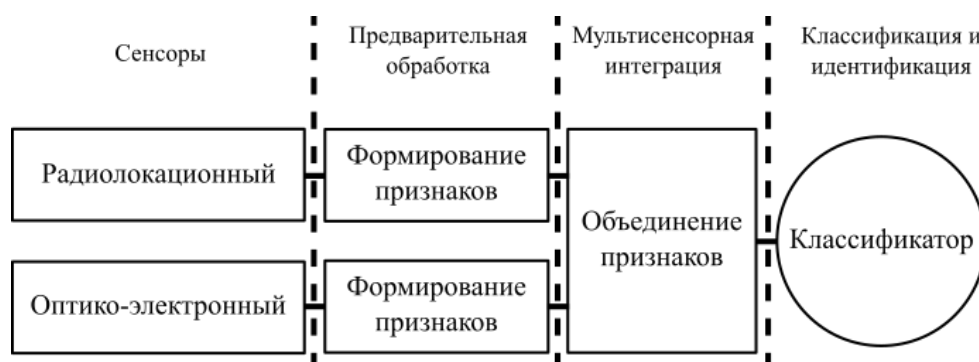 Сенсоры
Предварительная
обработка
Мультисенсорная
интеграция
Классификация и
идентификация
Радиолокационный
Формирование
признаков
Оптико-электронный
Формирование
признаков
Объединение
признаков
Классификатор